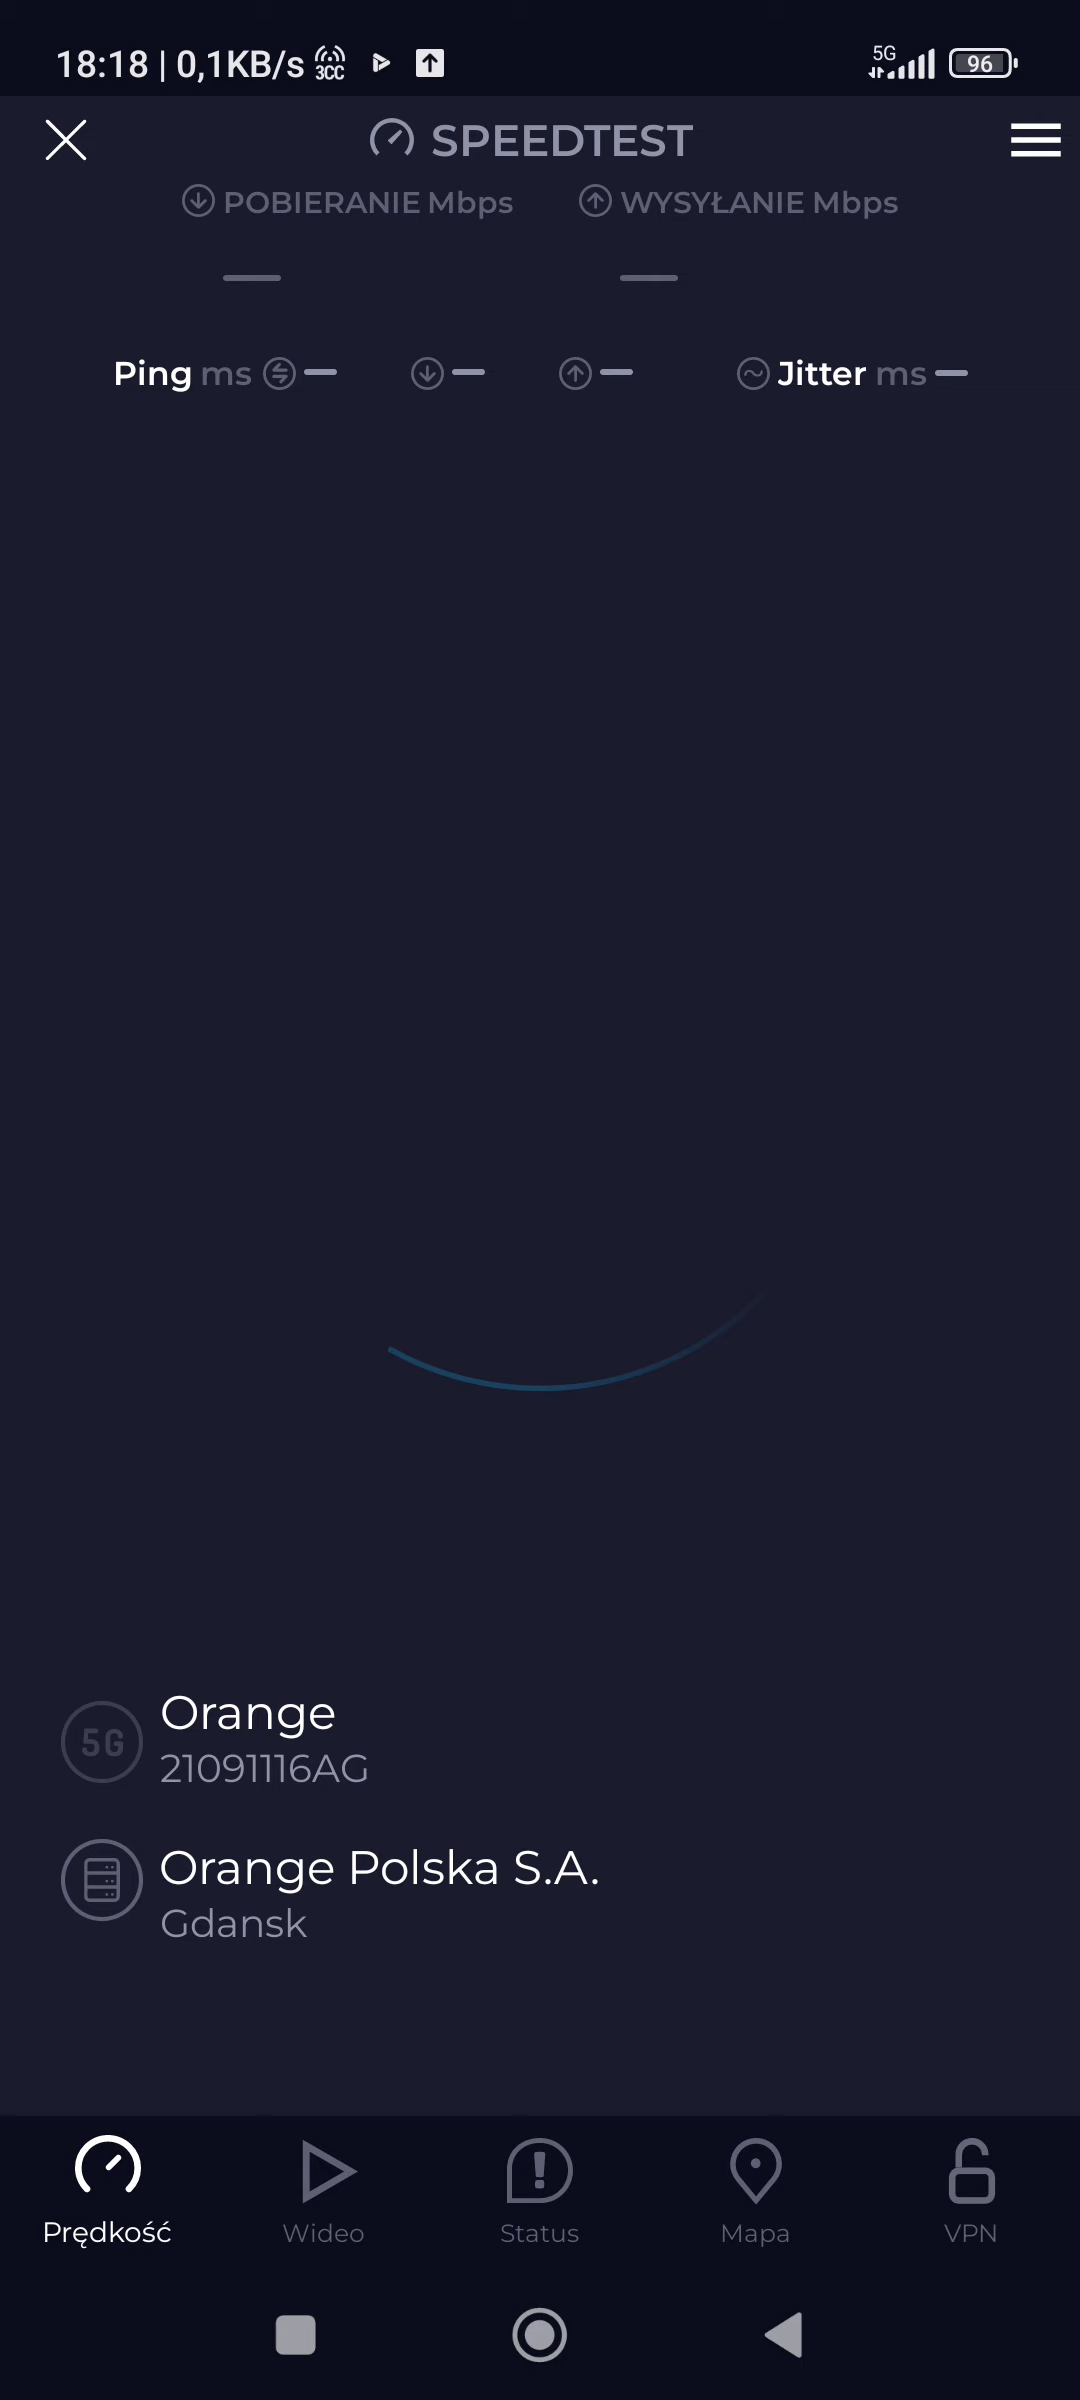 18:18 | 0,1KB/s 3CC 5G 96
SPEEDTEST
POBIERANIE Mbps WYSYŁANIE Mbps
— —
Ping ms — — — Jitter ms —
5G Orange
21091116AG
Orange Polska S.A.
Gdansk
Prędkość Wideo Status Mapa VPN